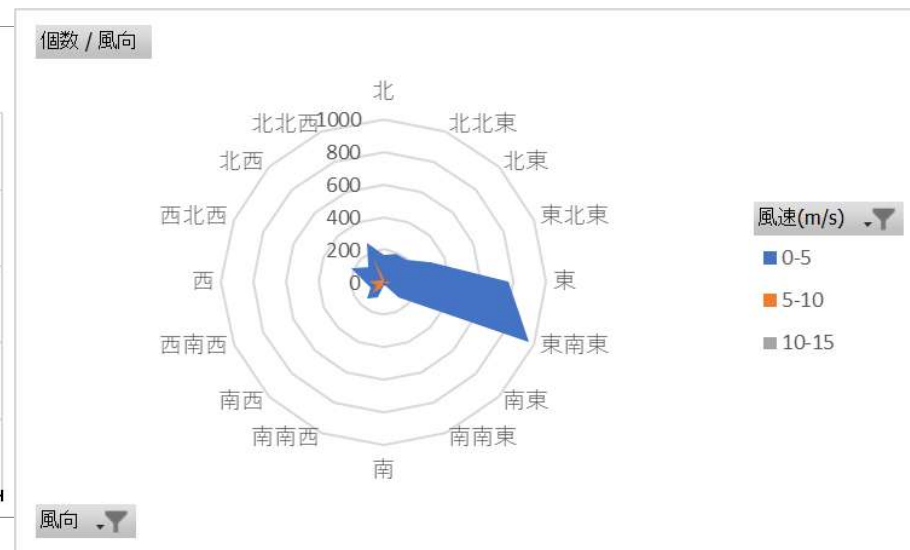 個数 / 風向
北
北北西
1000
北北東
北西
800
北東
600
西北西
400
東北東
200
西
0
東
西南西
東南東
南西
南東
南南西
南南東
南
風速(m/s)
0-5
5-10
10-15
風向